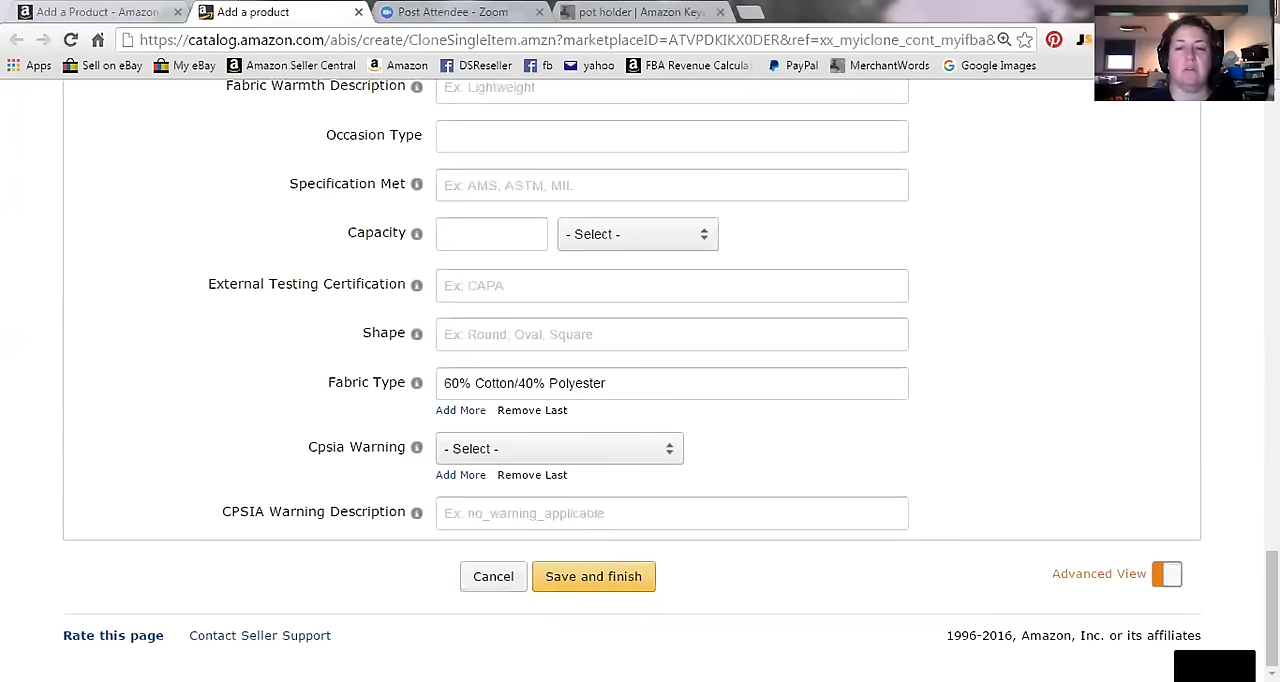 Add a Product - Amazon
Add a product
Post Attendee - Zoom
pot holder | Amazon Key
https://catalog.amazon.com/abis/create/CloneSing
mzn?marketplaceID=ATVPDKIKX0DER&ref=xx_myiclone_cont_myifba&
Apps
Sell on eBay
My eBay
Amazon Seller Central
Amazon
DSRInsider
fb
yahoo
FBA Revenue Calcula
PayPal
MerchantWords
Google Images
Fabric Warmth Description
Ex: Lightweight
Occasion Type
Specification Met
Ex: AMS, ASTM, MIL
Capacity
- Select -
External Testing Certification
Ex: CAPA
Shape
Ex: Round; Oval; Square
Fabric Type
60% Cotton/40% Polyester
Add More Remove Last
Cpsia Warning
- Select -
Add More Remove Last
CPSIA Warning Description
Ex: no_warning_applicable
Cancel
Save and finish
Advanced View
Rate this page
Contact Seller Support
1996-2016, Amazon, Inc. or its affiliates